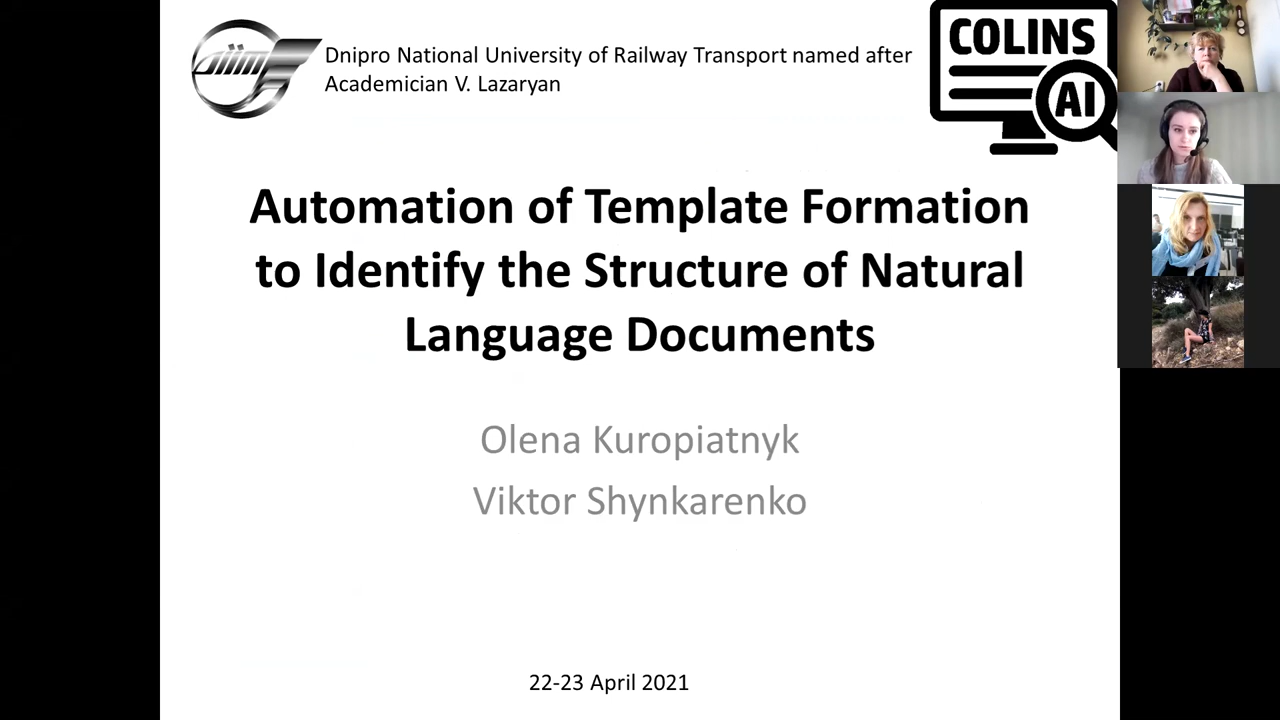 Dnipro National University of Railway Transport named after
Academician V. Lazaryan
COLINS
AI
Automation of Template Formation
to Identify the Structure of Natural
Language Documents
Olena Kuropiatnyk
Viktor Shynkarenko
22-23 April 2021